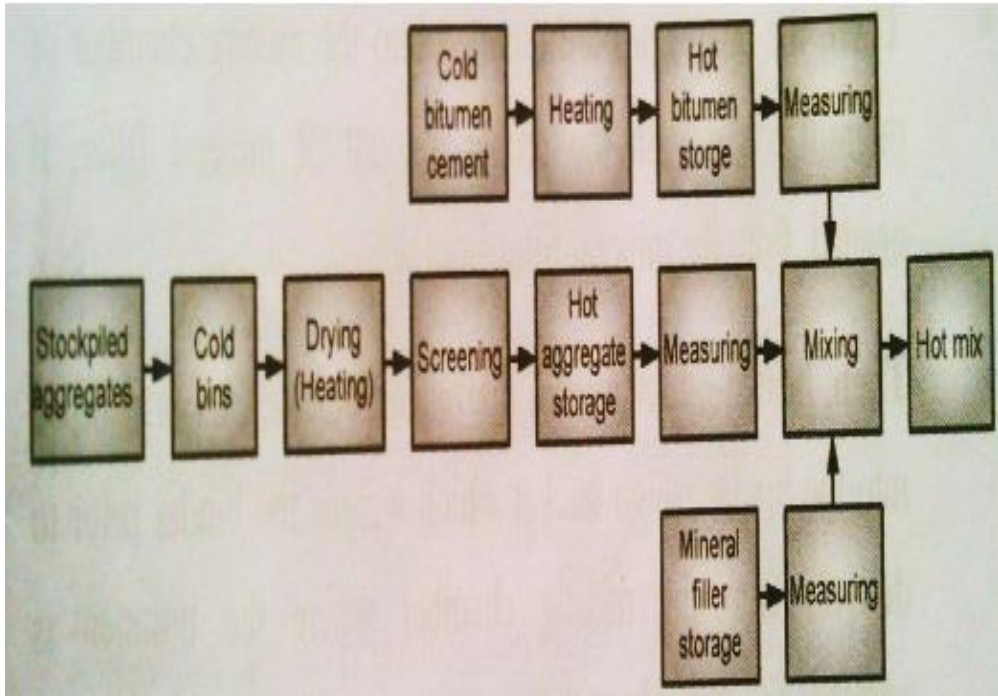 Cold
bitumen
cement
Heating
Hot
bitumen
storge
Measuring
Stockpiled
aggregates
Cold
bins
Drying
(Heating)
Screening
Hot
aggregate
storage
Measuring
Mixing
Hot mix
Mineral
filler
storage
Measuring